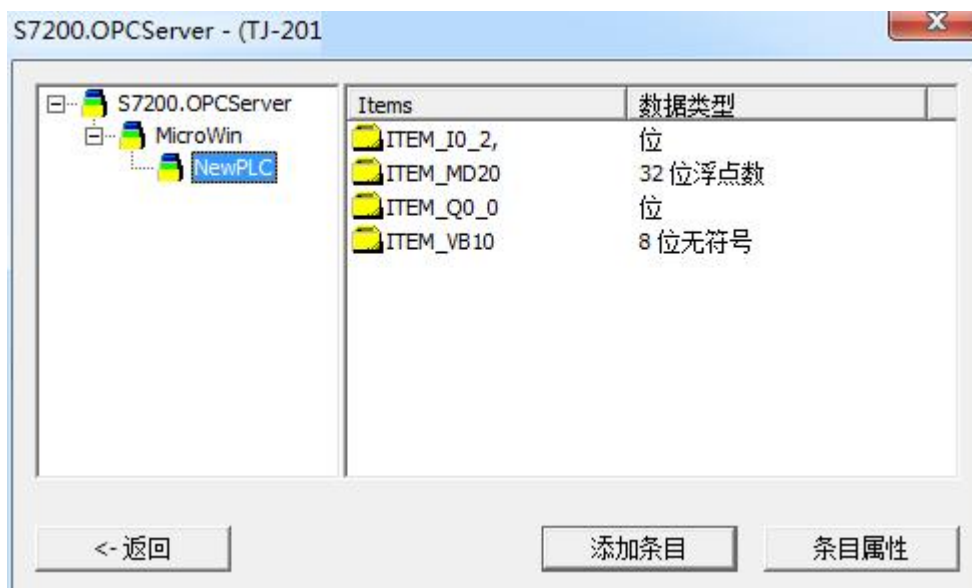 S7200.OPCServer - (TJ-201
S7200.OPCServer
MicroWin
NewPLC
Items 数据类型
ITEM_I0_2, 位
ITEM_MD20 32 位浮点数
ITEM_Q0_0 位
ITEM_VB10 8 位无符号
<- 返回 添加条目 条目属性